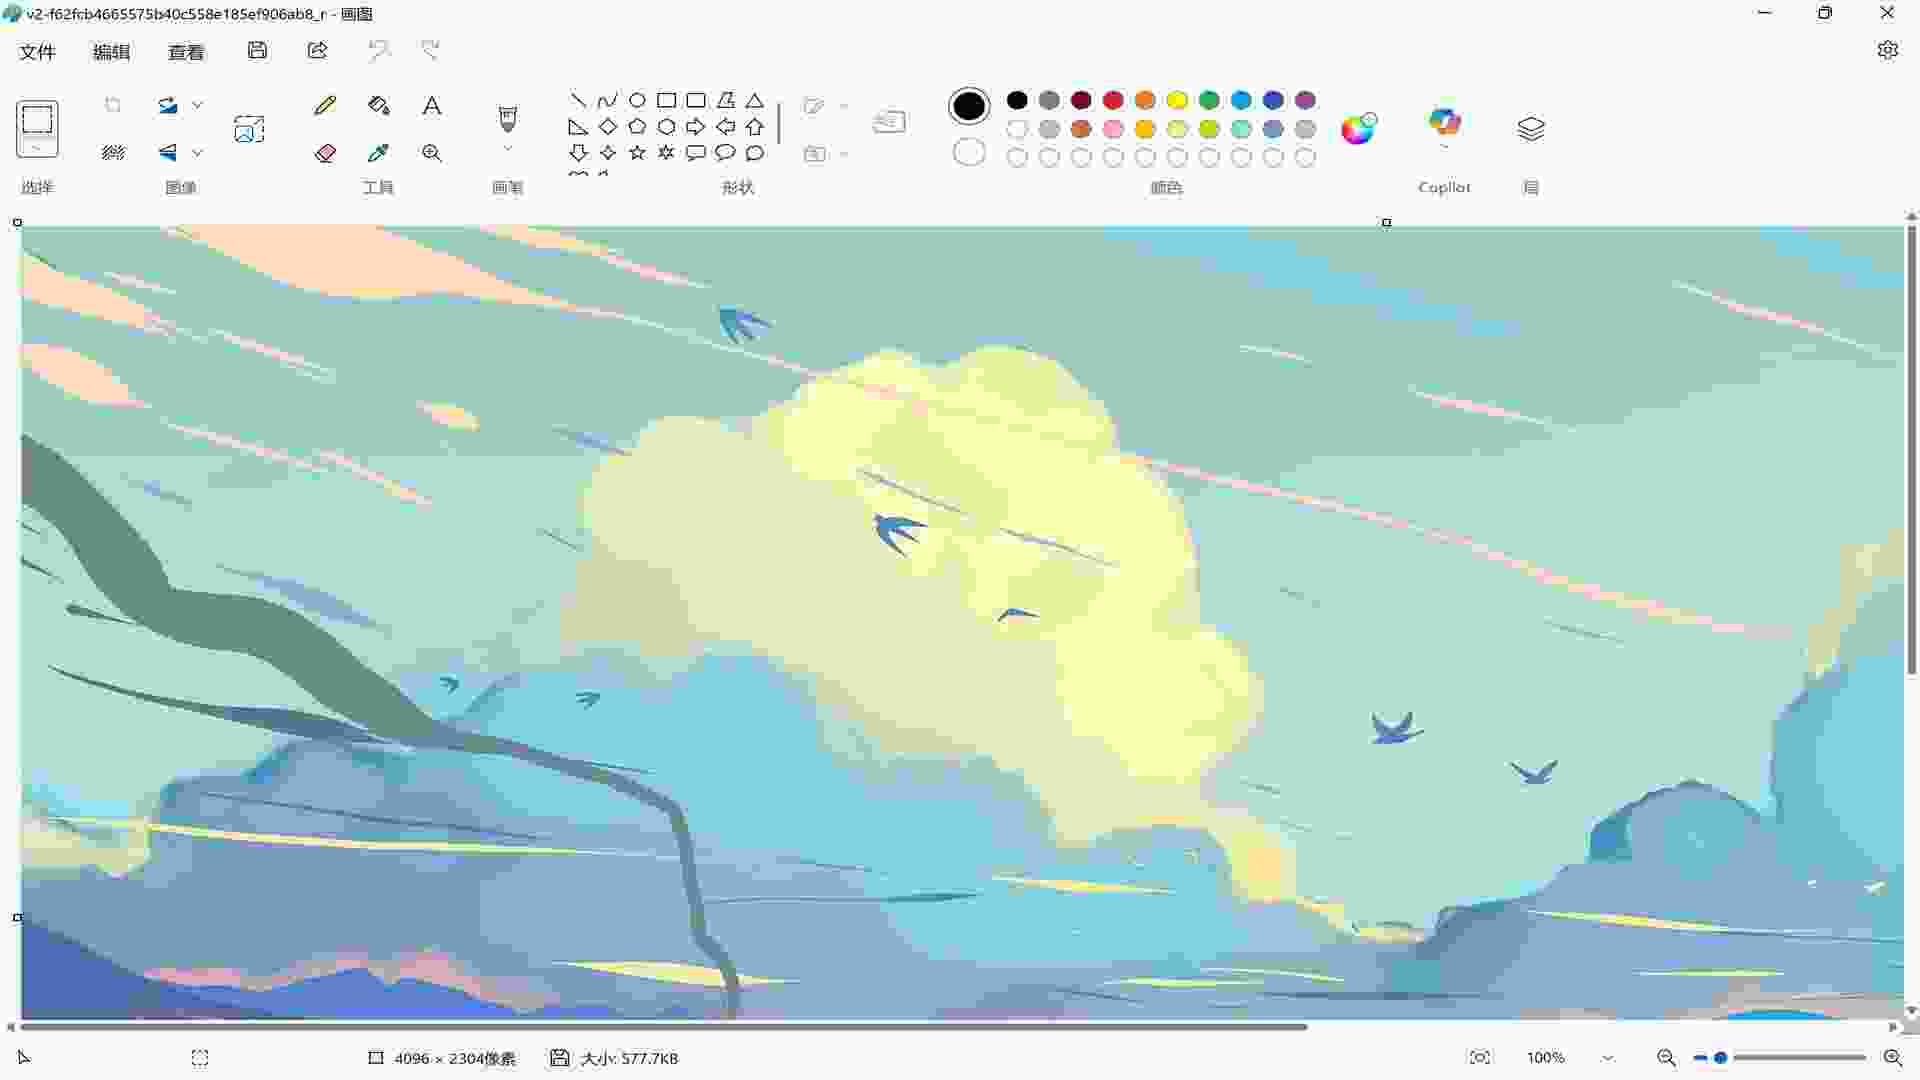 v2-f62fcb4665575b40c558e185ef906ab8_r - 画图
文件 编辑 查看
选择 图像 工具 画笔 形状 颜色 Copilot 层
4096 × 2304像素 大小: 577.7KB 100%